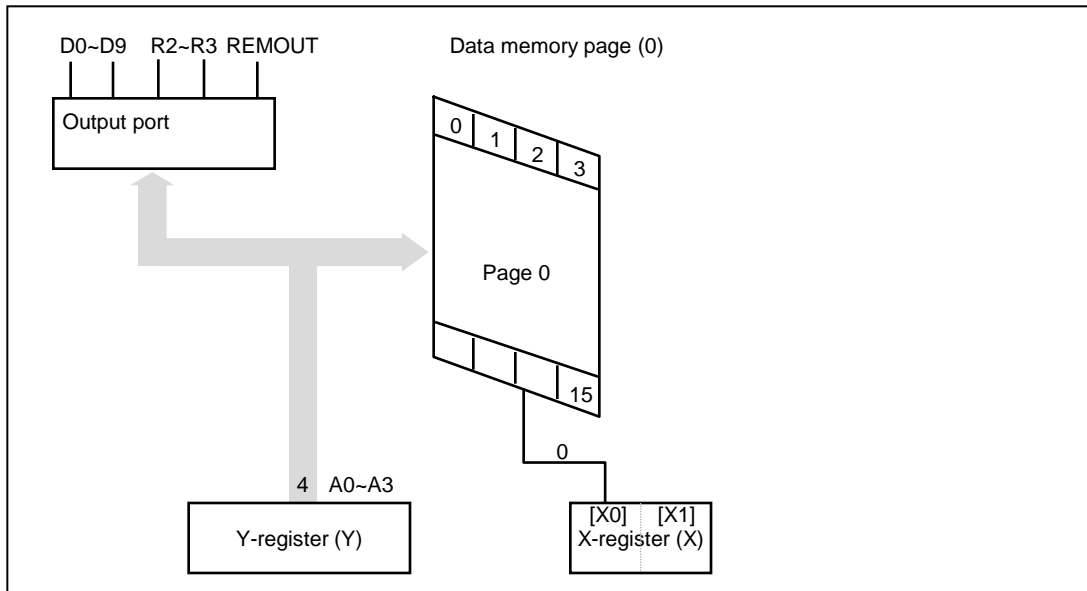 D0~D9 R2~R3 REMOUT
Data memory page (0)
Output port
0 1 2 3
Page 0
15
0
4 A0~A3
Y-register (Y)
[X0] [X1]
X-register (X)